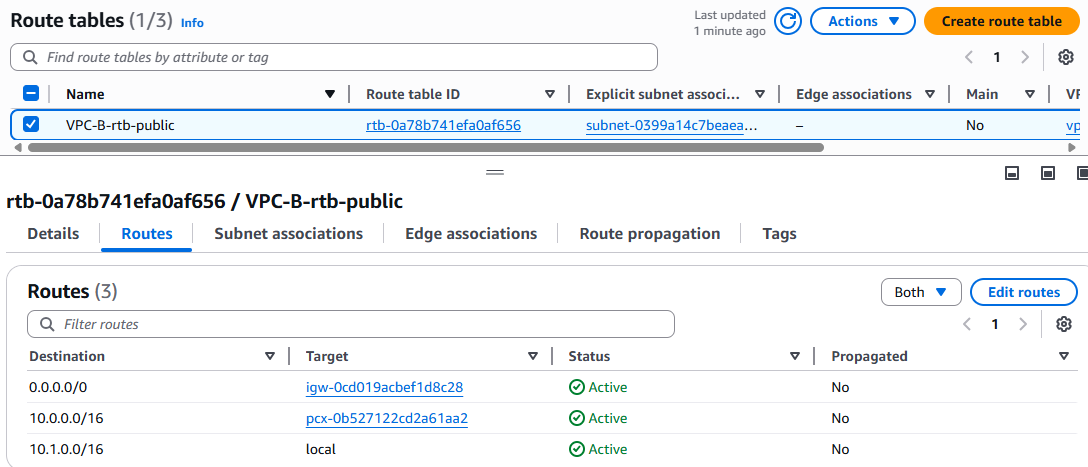 Route tables (1/3) Info
Last updated
1 minute ago
Actions
Create route table
Find route tables by attribute or tag
1
Name Route table ID Explicit subnet associ... Edge associations Main VP
VPC-B-rtb-public rtb-0a78b741efa0af656 subnet-0399a14c7beaea... – No vp
rtb-0a78b741efa0af656 / VPC-B-rtb-public
Details Routes Subnet associations Edge associations Route propagation Tags
Routes (3)
Both
Edit routes
Filter routes
1
Destination Target Status Propagated
0.0.0.0/0 igw-0cd019acbef1d8c28 Active No
10.0.0.0/16 pcx-0b527122cd2a61aa2 Active No
10.1.0.0/16 local Active No